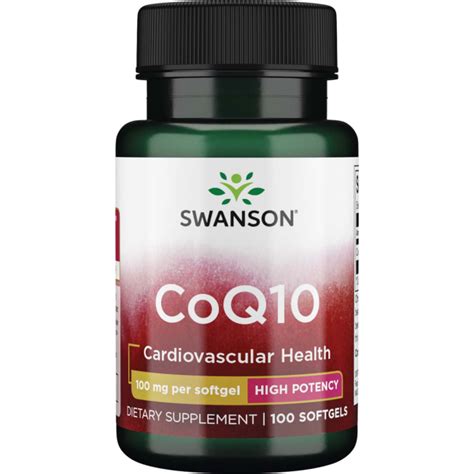 SWANSON®
CoQ10
Cardiovascular Health
100 mg per softgel HIGH POTENCY
DIETARY SUPPLEMENT | 100 SOFTGELS